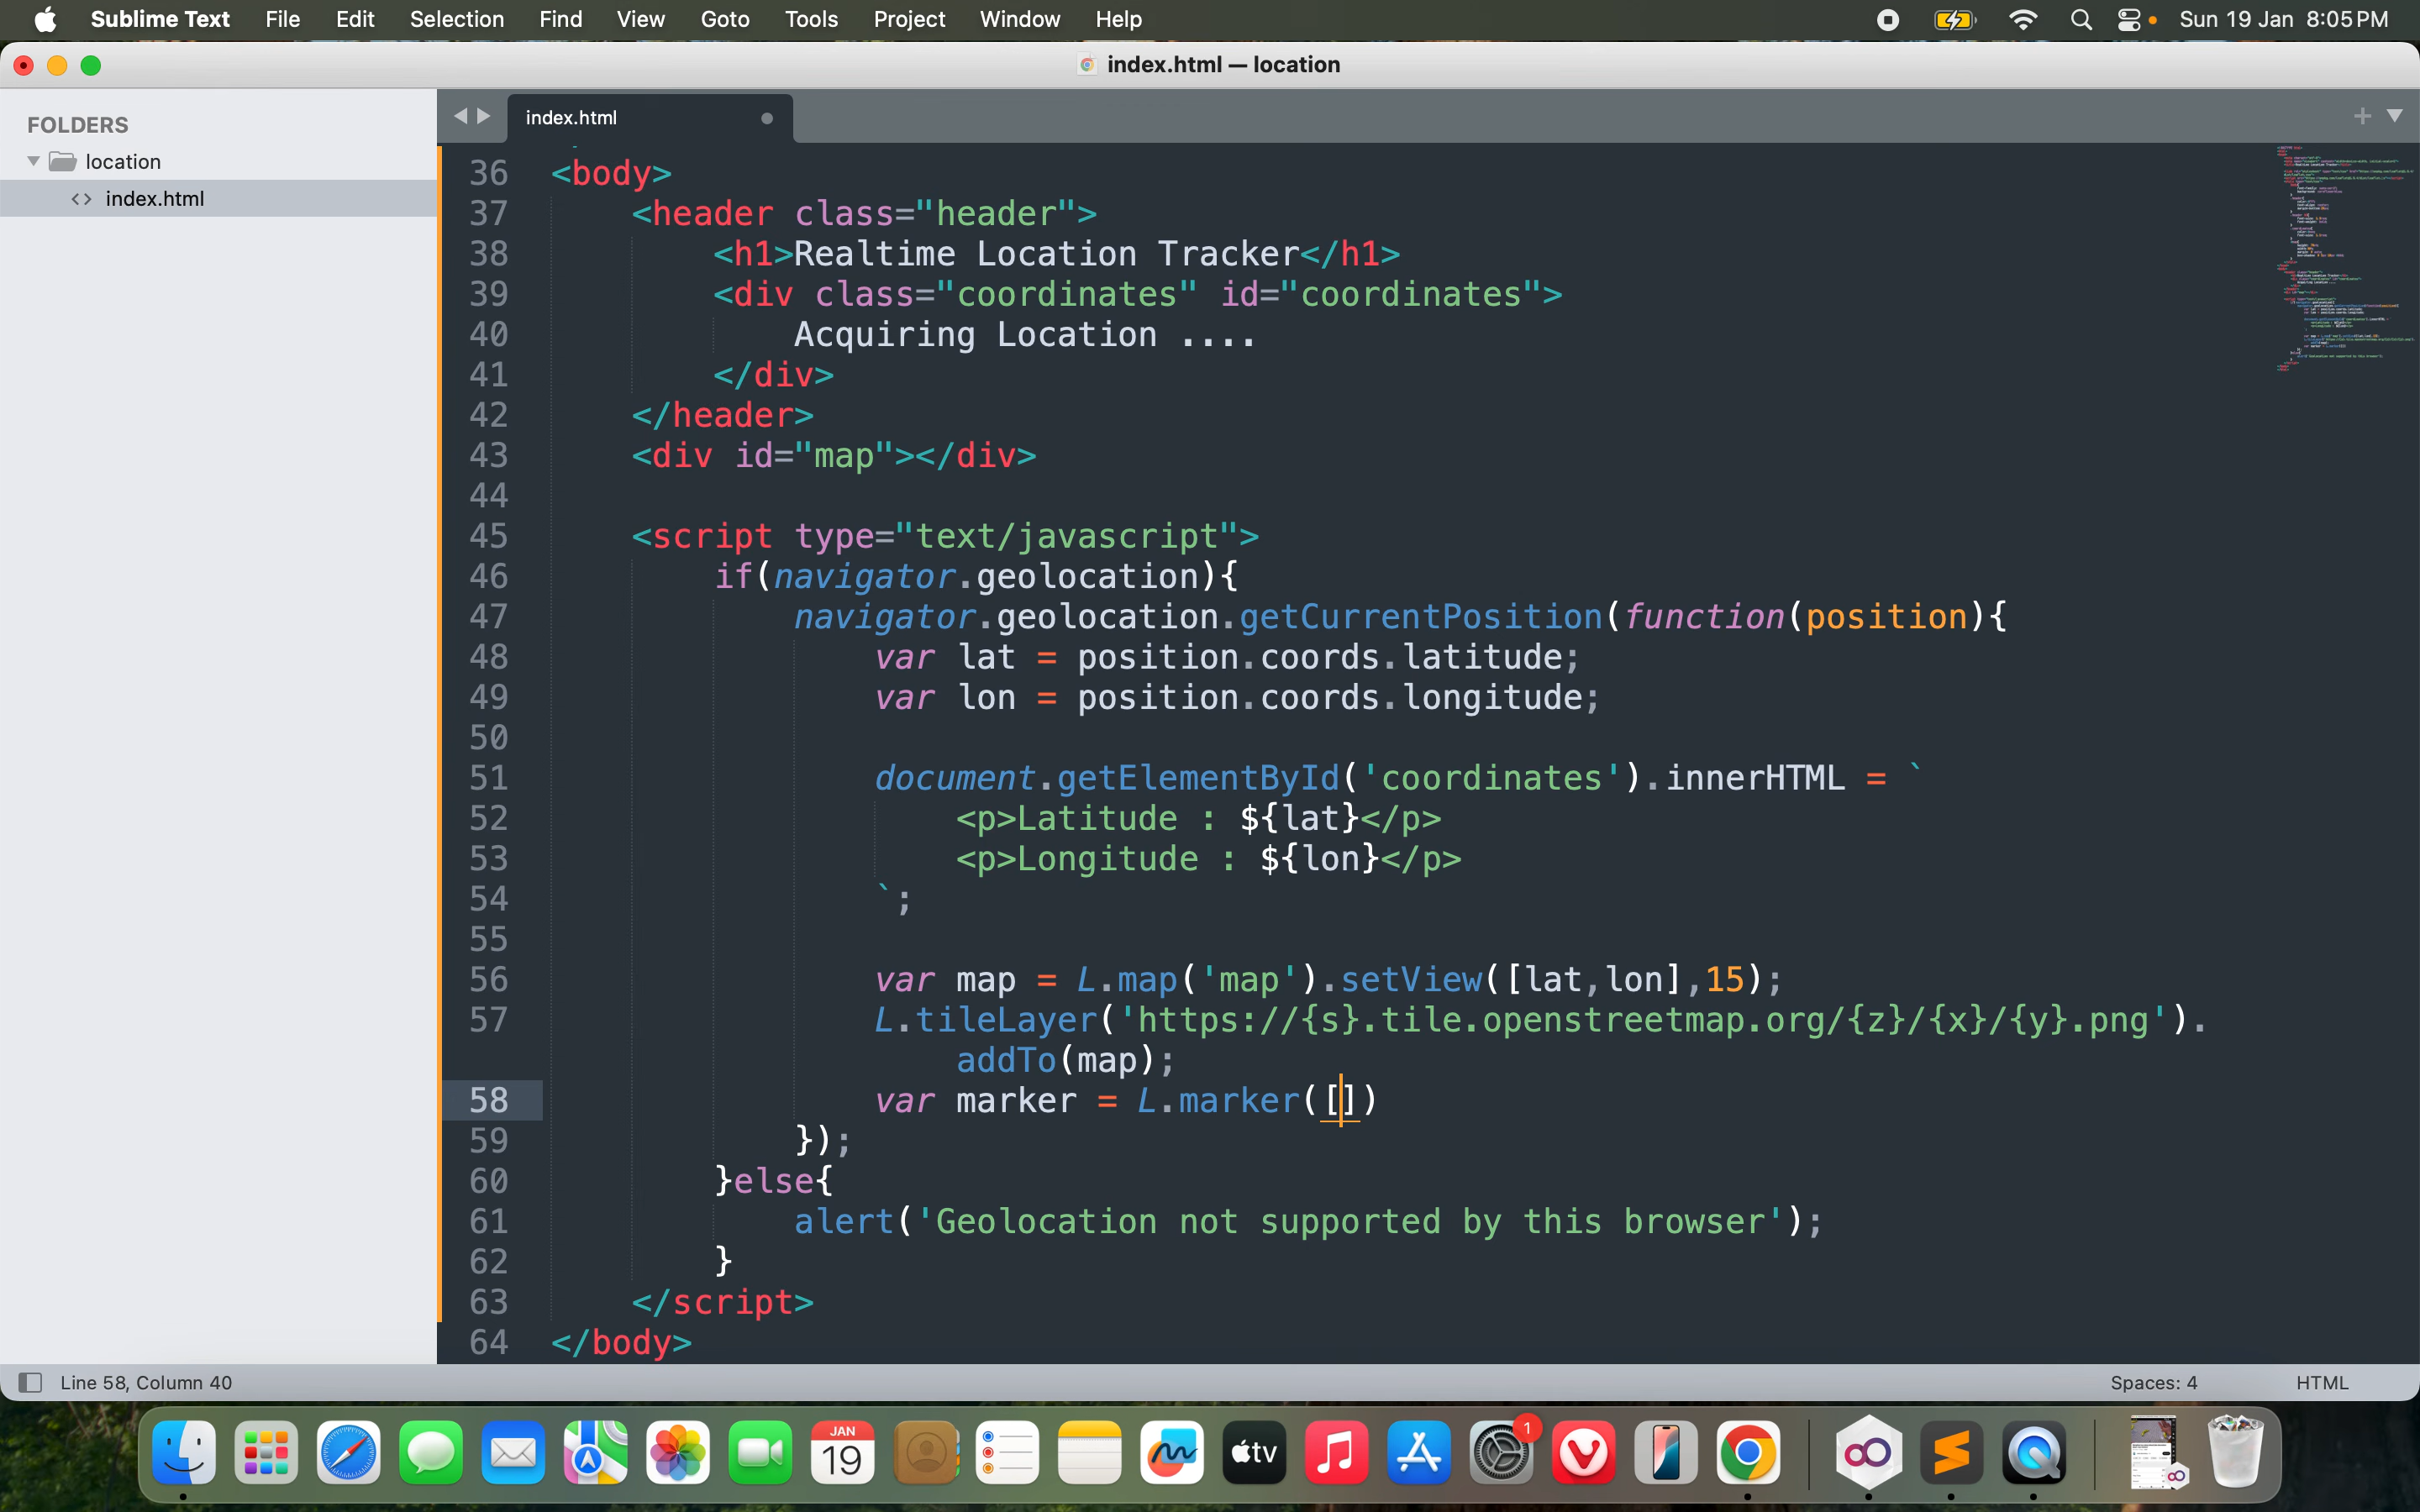 Sublime Text File Edit Selection Find View Goto Tools Project Window Help Sun 19 Jan 8:05 PM
index.html — location
FOLDERS
location
index.html
index.html
36 <body>
37 <header class="header">
38 <h1>Realtime Location Tracker</h1>
39 <div class="coordinates" id="coordinates">
40 Acquiring Location ....
41 </div>
42 </header>
43 <div id="map"></div>
44
45 <script type="text/javascript">
46 if(navigator.geolocation){
47 navigator.geolocation.getCurrentPosition(function(position){
48 var lat = position.coords.latitude;
49 var lon = position.coords.longitude;
50
51 document.getElementById('coordinates').innerHTML = `
52 <p>Latitude : ${lat}</p>
53 <p>Longitude : ${lon}</p>
54 `;
55
56 var map = L.map('map').setView([lat,lon],15);
57 L.tileLayer('https://{s}.tile.openstreetmap.org/{z}/{x}/{y}.png').
addTo(map);
58 var marker = L.marker([])
59 });
60 }else{
61 alert('Geolocation not supported by this browser');
62 }
63 </script>
64 </body>
Line 58, Column 40 Spaces: 4 HTML
JAN
19
tv
1